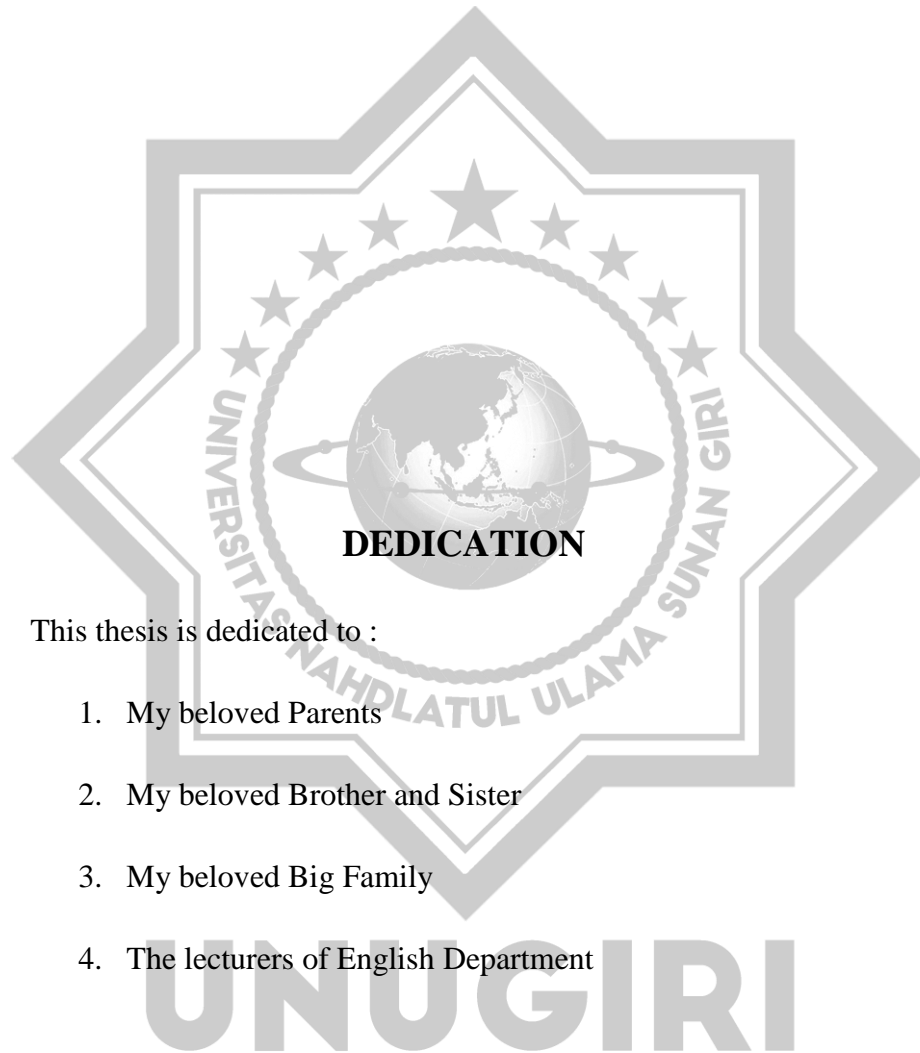 UNIVERSITAS NAHDLATUL ULAMA SUNAN GIRI
DEDICATION
This thesis is dedicated to :
1. My beloved Parents
2. My beloved Brother and Sister
3. My beloved Big Family
4. The lecturers of English Department
UNUGIRI